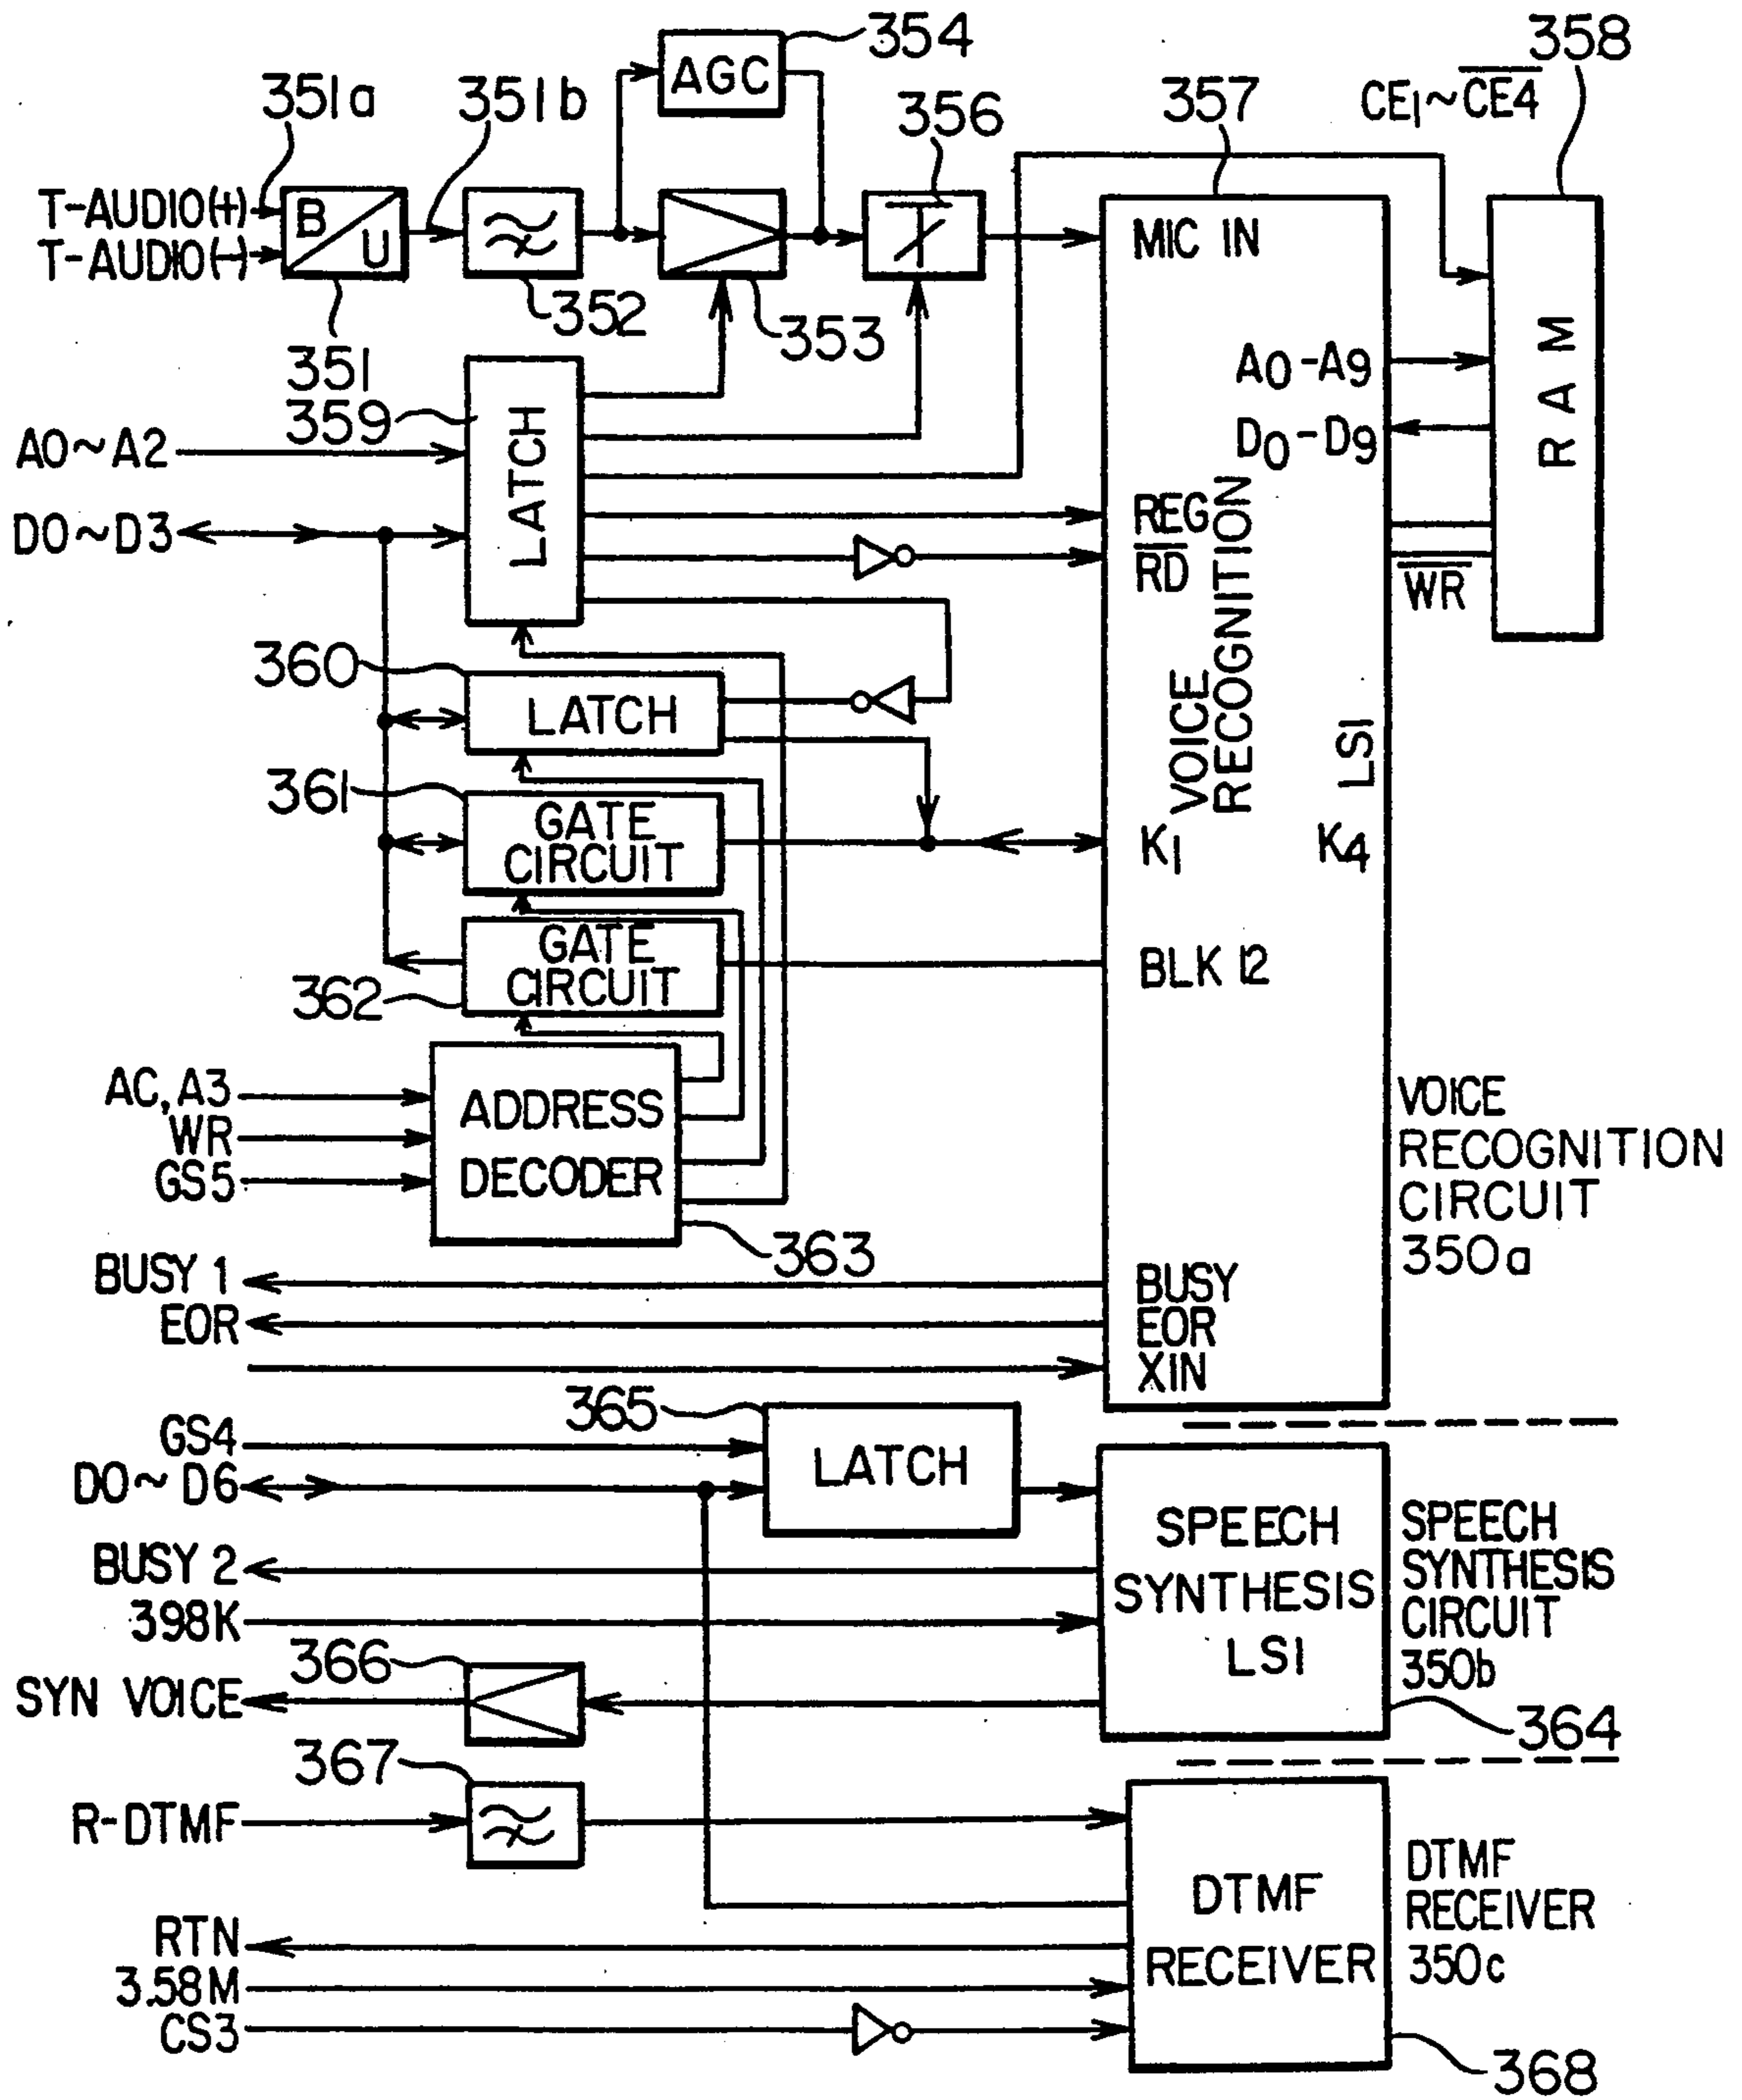 354
358
351a
351b
AGC
356
357
CE1~CE4
T-AUDIO(+)
T-AUDIO(-)
B
U
MIC IN
352
353
351
359
A0-A9
RAM
A0~A2
D0-D9
LATCH
D0~D3
REG
RD
WR
VOICE
RECOGNITION
LSI
360
LATCH
361
GATE
CIRCUIT
K1
K4
362
GATE
CIRCUIT
BLK 12
AC, A3
WR
GS5
ADDRESS
DECODER
363
VOICE
RECOGNITION
CIRCUIT
350a
BUSY 1
EOR
BUSY
EOR
XIN
365
GS4
D0~D6
LATCH
BUSY 2
398K
SPEECH
SYNTHESIS
LSI
SPEECH
SYNTHESIS
CIRCUIT
350b
366
SYN VOICE
364
367
R-DTMF
DTMF
RECEIVER
DTMF
RECEIVER
350c
RTN
3.58M
CS3
368